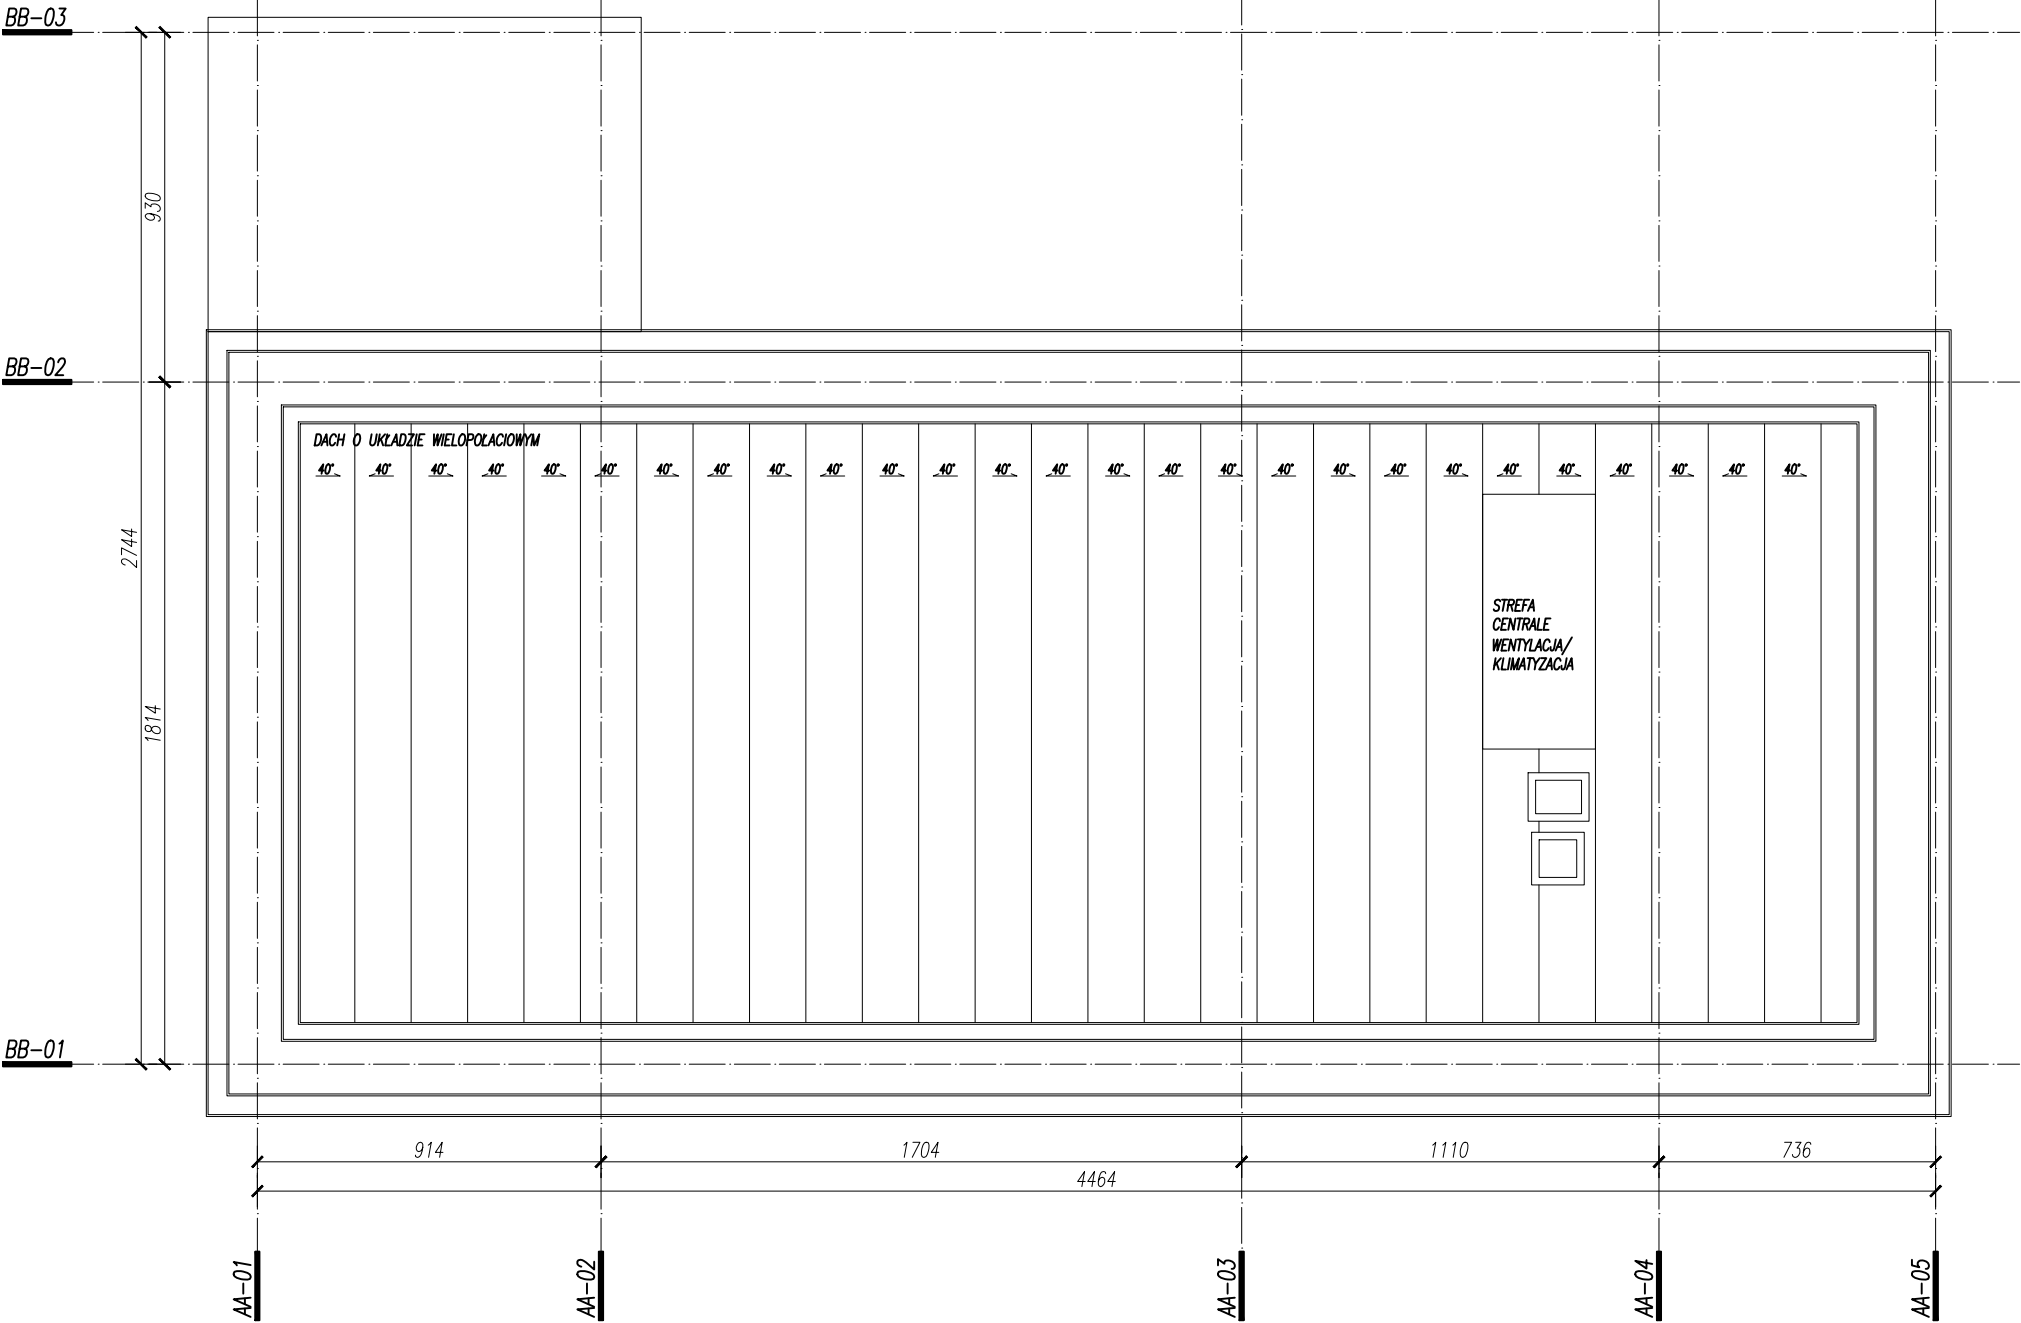 BB-03
930
BB-02
DACH O UKŁADZIE WIELOPOŁACIOWYM
40° 40° 40° 40° 40° 40° 40° 40° 40° 40° 40° 40° 40° 40° 40° 40° 40° 40° 40° 40° 40° 40° 40° 40° 40° 40° 40°
2744
STREFA
CENTRALE
WENTYLACJA/
KLIMATYZACJA
1814
BB-01
914 1704 1110 736
4464
AA-01 AA-02 AA-03 AA-04 AA-05